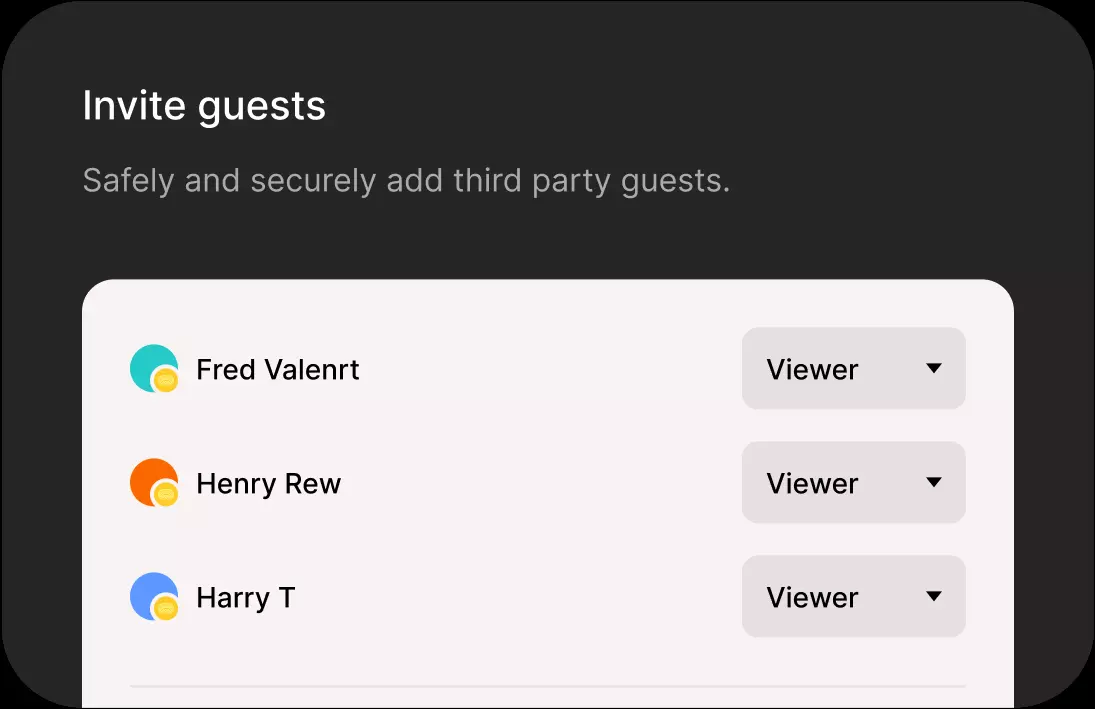 Invite guests
Safely and securely add third party guests.
Fred Valenrt Viewer
Henry Rew Viewer
Harry T Viewer